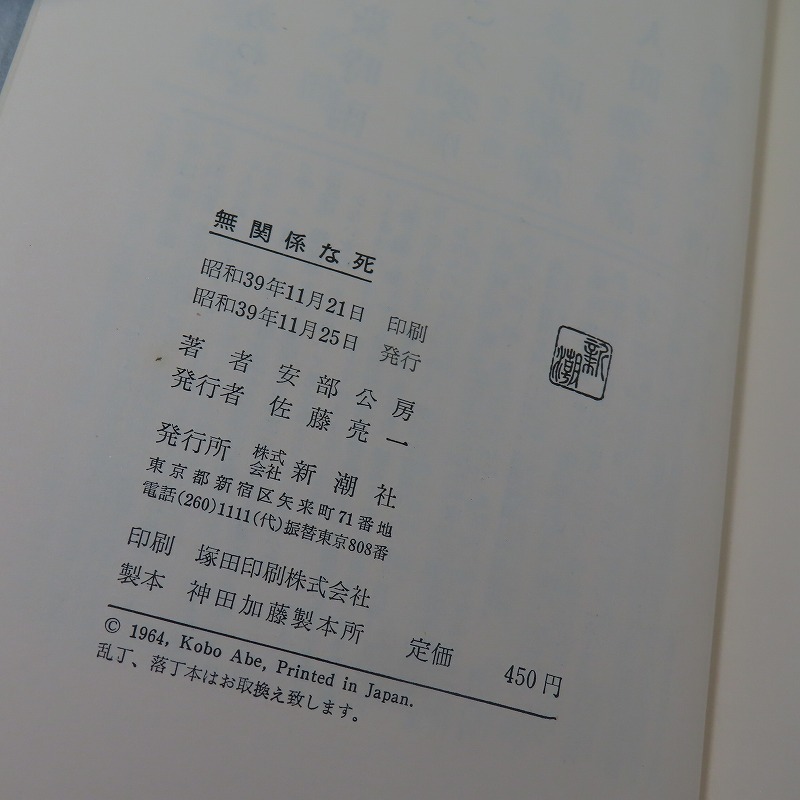 無関係な死
昭和39年11月21日 印刷
昭和39年11月25日 発行
著者 安部公房
発行者 佐藤亮一
発行所 株式会社 新潮社
東京都新宿区矢来町71番地
電話(260)1111(代)振替東京808番
印刷 塚田印刷株式会社
製本 神田加藤製本所
定価 450円
© 1964, Kobo Abe, Printed in Japan.
乱丁、落丁本はお取換え致します。
新潮